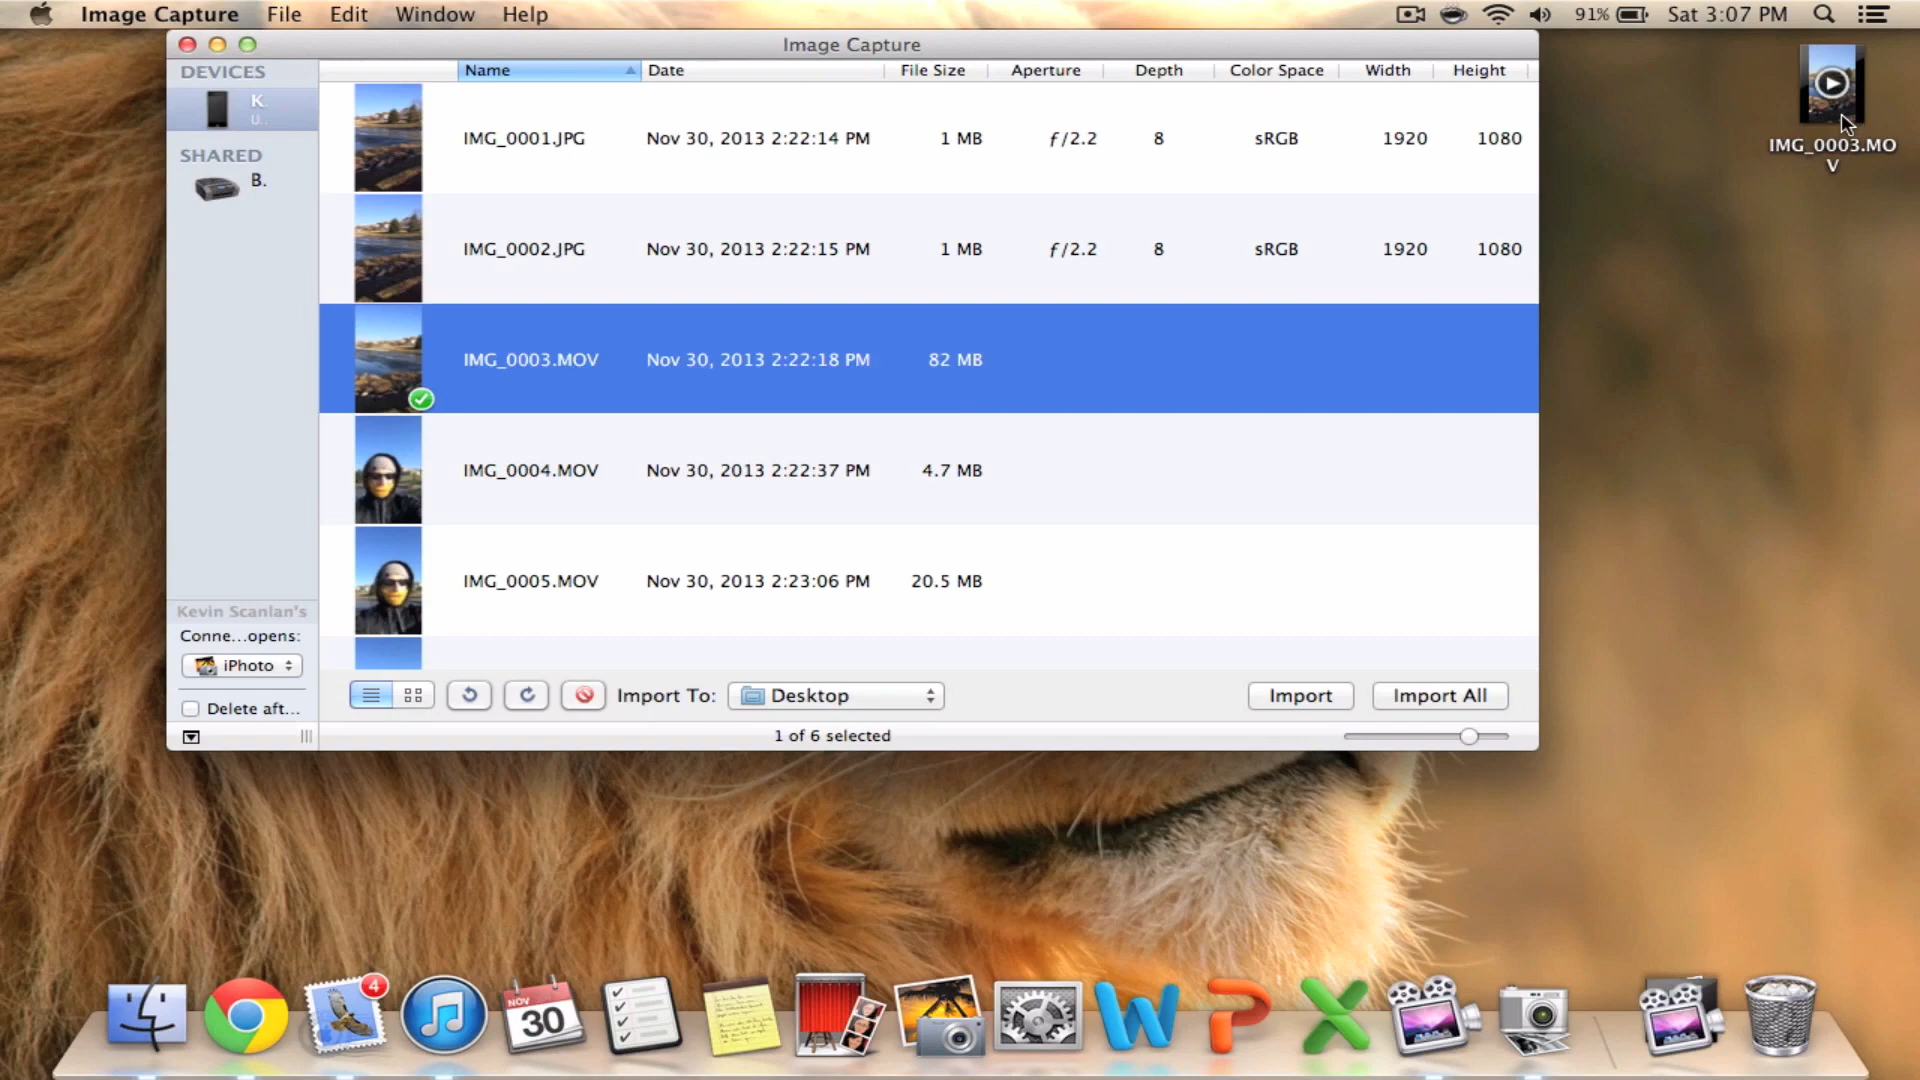 Image Capture File Edit Window Help 91% Sat 3:07 PM
Image Capture
DEVICES
K.
U..
SHARED
B.
Name Date File Size Aperture Depth Color Space Width Height
IMG_0001.JPG Nov 30, 2013 2:22:14 PM 1 MB ƒ/2.2 8 sRGB 1920 1080
IMG_0002.JPG Nov 30, 2013 2:22:15 PM 1 MB ƒ/2.2 8 sRGB 1920 1080
IMG_0003.MOV Nov 30, 2013 2:22:18 PM 82 MB
IMG_0004.MOV Nov 30, 2013 2:22:37 PM 4.7 MB
IMG_0005.MOV Nov 30, 2013 2:23:06 PM 20.5 MB
Kevin Scanlan's
Conne...opens:
iPhoto
Delete aft...
Import To: Desktop Import Import All
1 of 6 selected
IMG_0003.MO
V
4
NOV
30